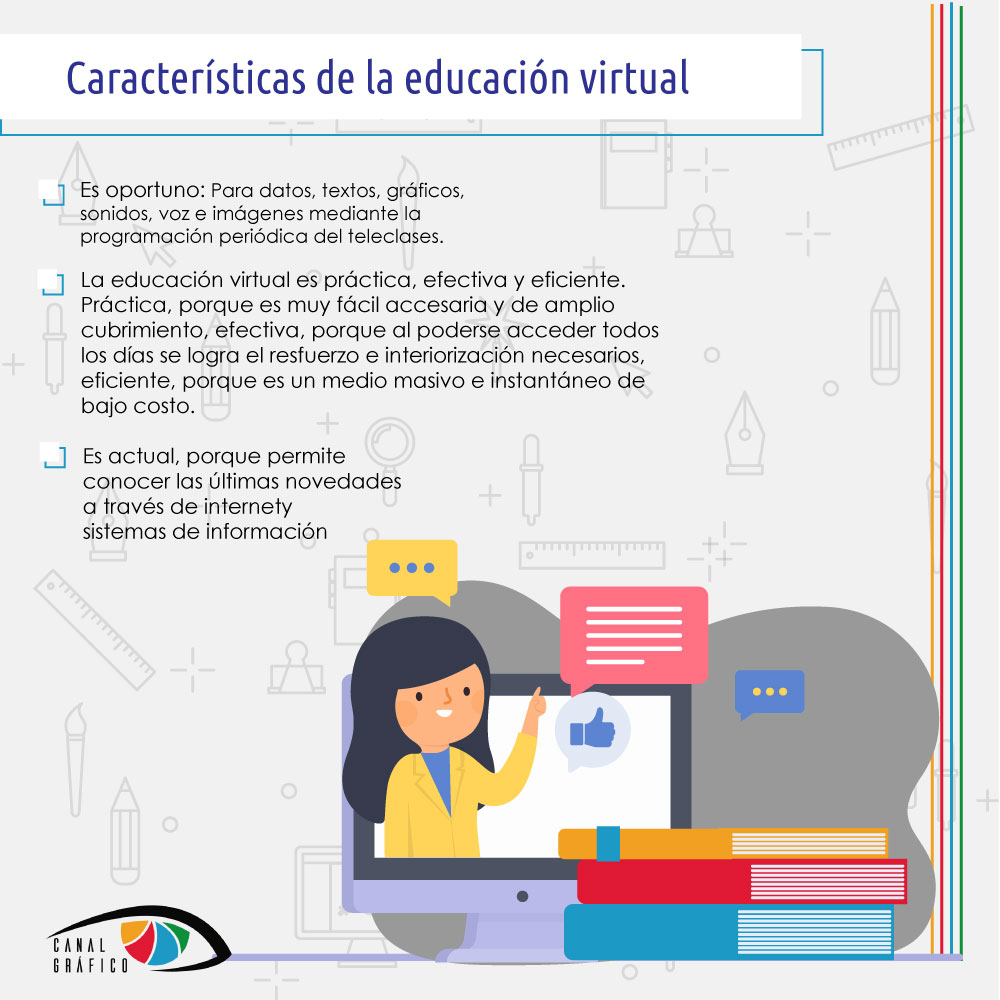 Características de la educación virtual
Es oportuno: Para datos, textos, gráficos,
sonidos, voz e imágenes mediante la
programación periódica del teleclases.
La educación virtual es práctica, efectiva y eficiente.
Práctica, porque es muy fácil accesaria y de amplio
cubrimiento, efectiva, porque al poderse acceder todos
los días se logra el resfuerzo e interiorización necesarios,
eficiente, porque es un medio masivo e instantáneo de
bajo costo.
Es actual, porque permite
conocer las últimas novedades
a través de internety
sistemas de información
CANAL
GRÁFICO